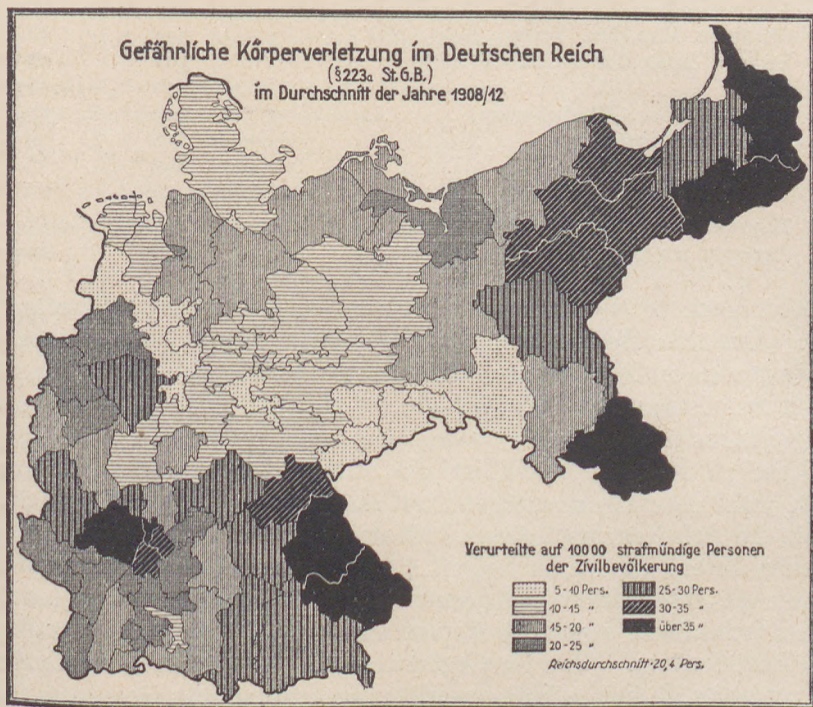 Gefährliche Körperverletzung im Deutschen Reich
(§223a St.G.B.)
im Durchschnitt der Jahre 1908/12
Verurteilte auf 10000 strafmündige Personen
der Zivilbevölkerung
5-10 Pers.
10-15 "
15-20 "
20-25 "
25-30 Pers.
30-35 "
über 35 "
Reichsdurchschnitt·20,4 Pers.